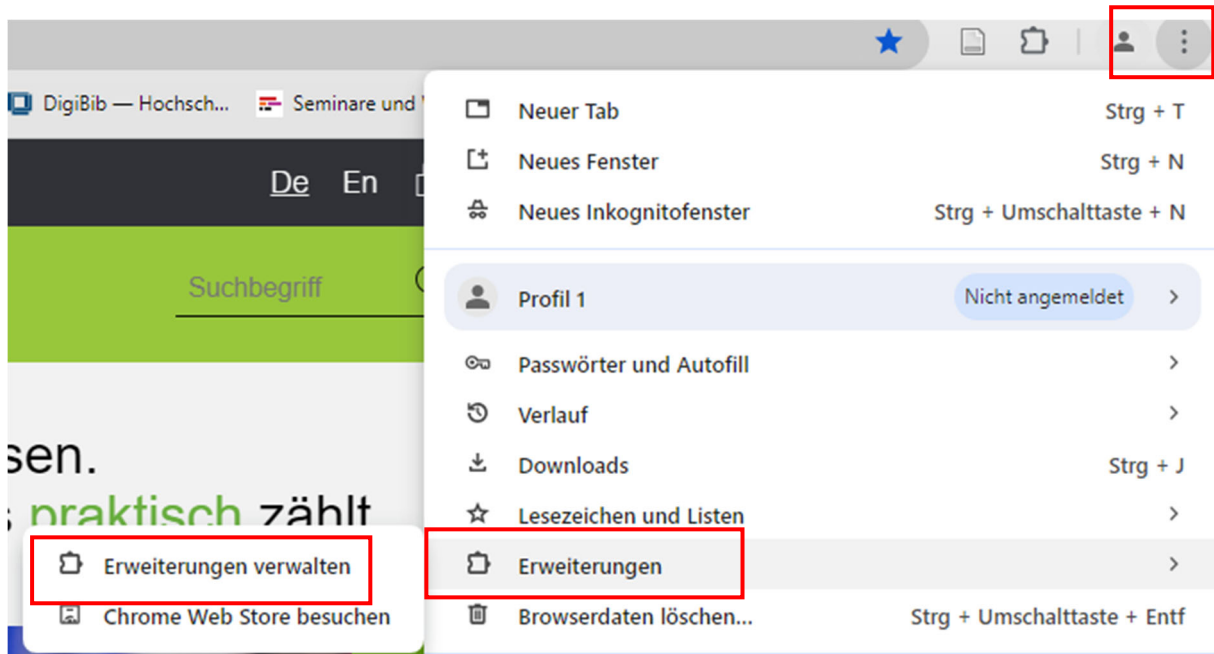 DigiBib — Hochsch... Seminare und
De En
Suchbegriff
sen.
praktisch zählt
Neuer Tab Strg + T
Neues Fenster Strg + N
Neues Inkognitofenster Strg + Umschalttaste + N
Profil 1 Nicht angemeldet
Passwörter und Autofill
Verlauf
Downloads Strg + J
Lesezeichen und Listen
Erweiterungen
Browserdaten löschen... Strg + Umschalttaste + Entf
Erweiterungen verwalten
Chrome Web Store besuchen